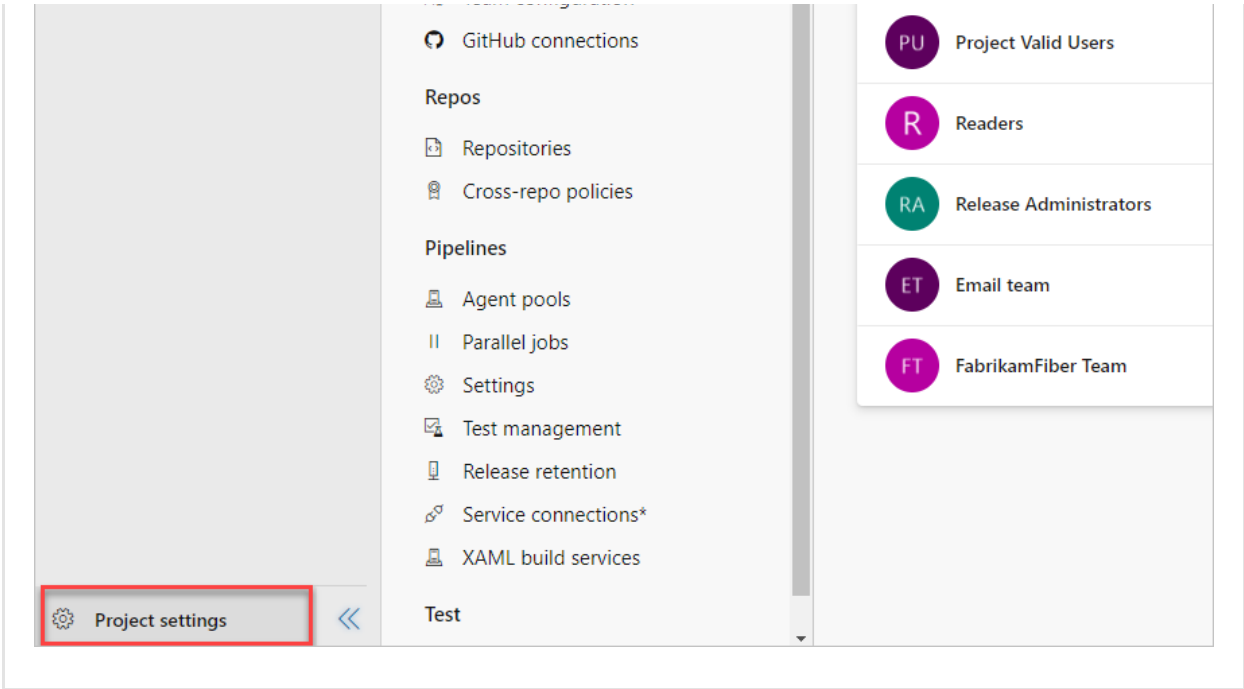 GitHub connections
Repos
Repositories
Cross-repo policies
Pipelines
Agent pools
Parallel jobs
Settings
Test management
Release retention
Service connections*
XAML build services
Test
Project settings
PU Project Valid Users
R Readers
RA Release Administrators
ET Email team
FT FabrikamFiber Team